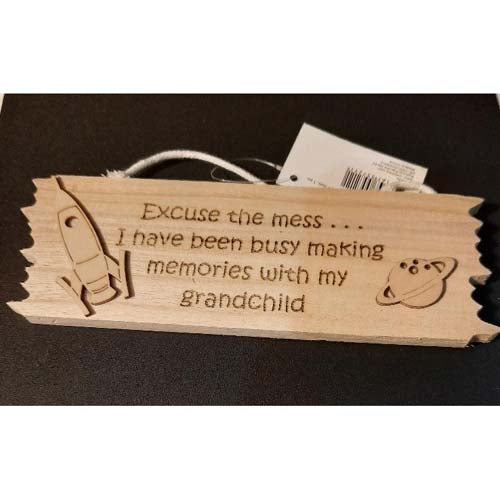 Excuse the mess ...
I have been busy making
memories with my
grandchild